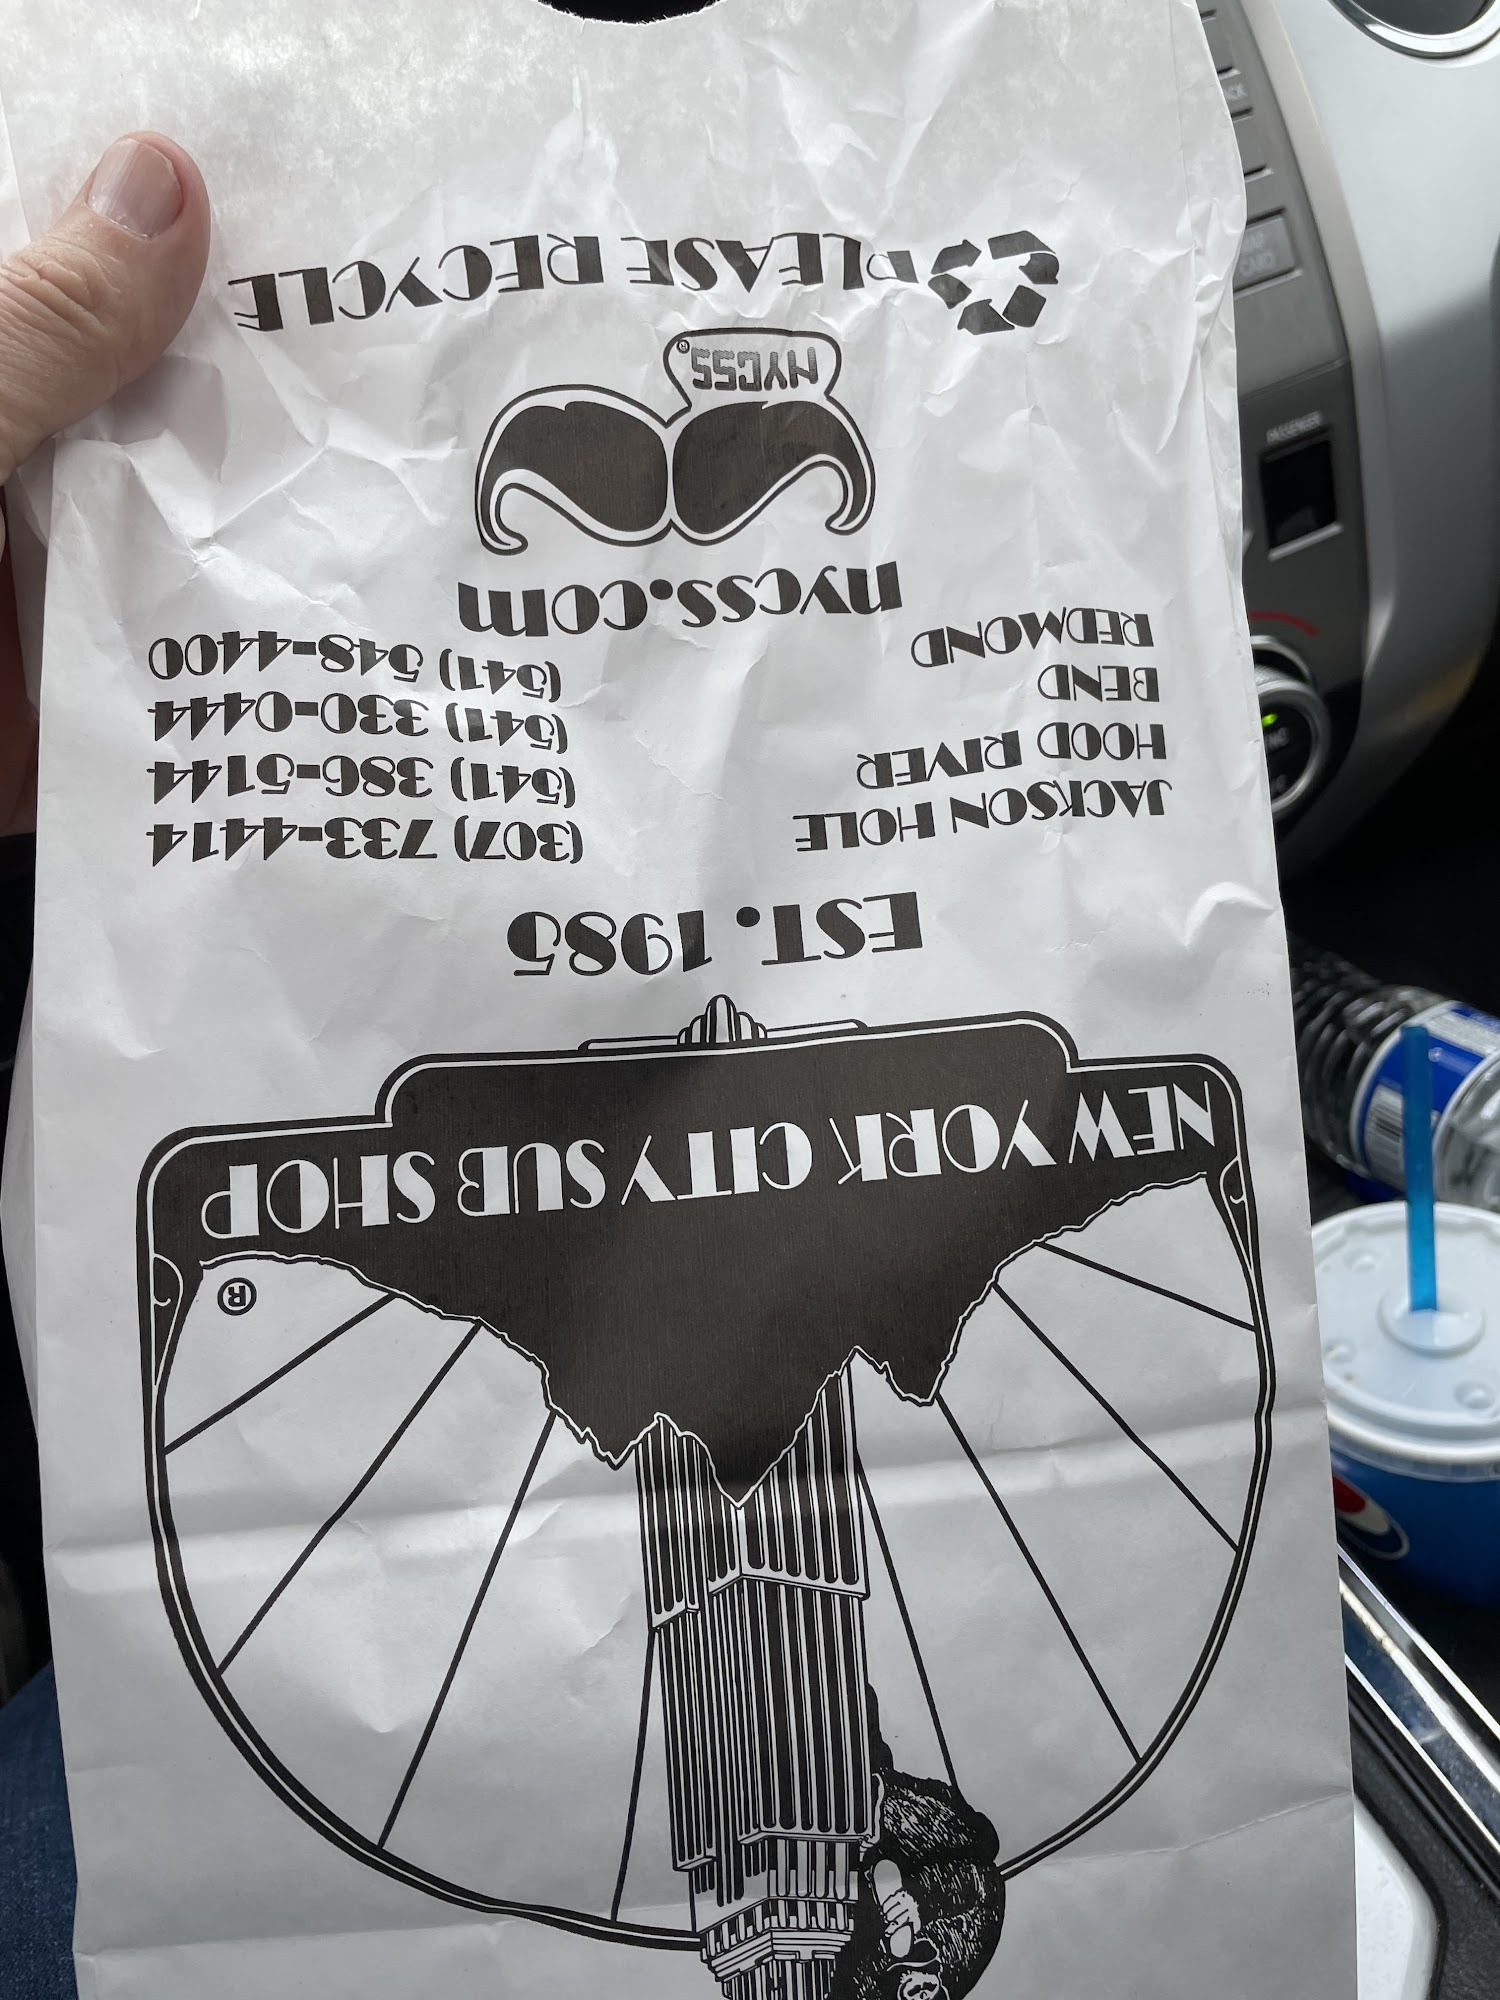 ®
NEW YORK CITY SUB SHOP
EST. 1985
JACKSON HOLE (307) 733-4414
HOOD RIVER (541) 386-5144
BEND (541) 330-0444
REDMOND (541) 548-4400
nycss.com
NYCSS®
PLEASE RECYCLE
PASSENGER